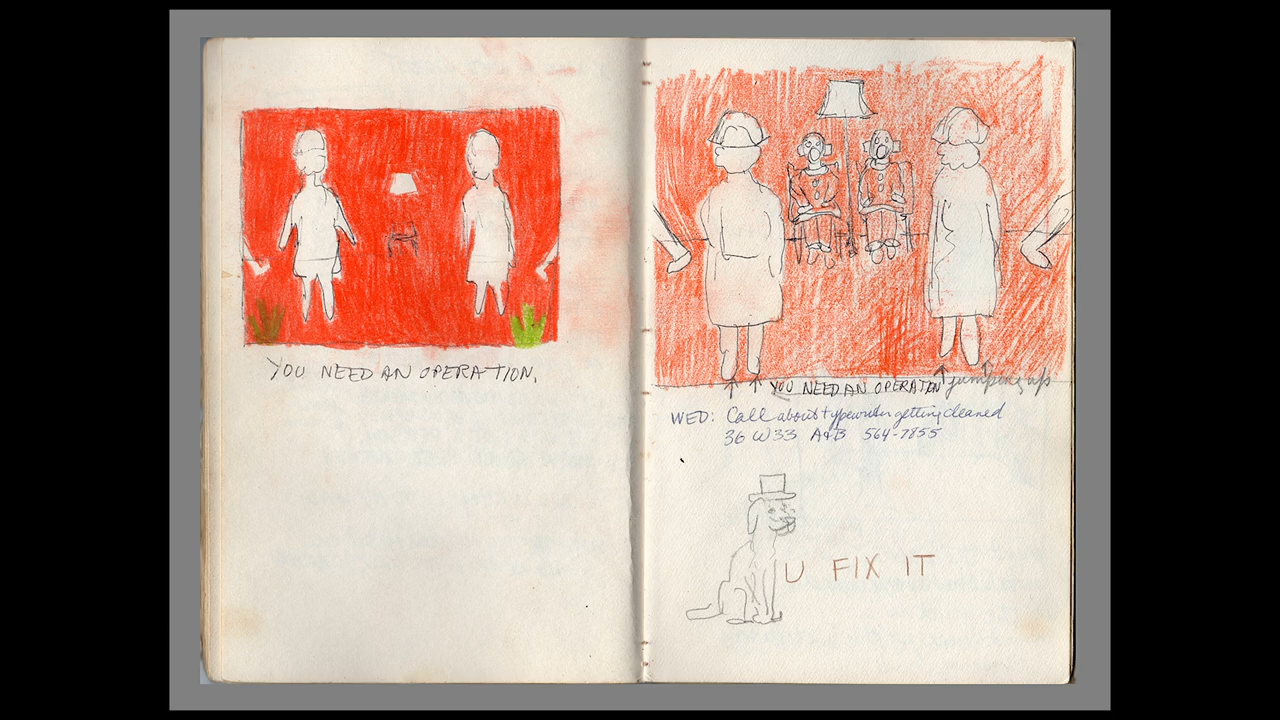 YOU NEED AN OPERATION.
YOU NEED AN OPERATION jumping up
WED: Call about typewriter getting cleaned
36 W33 A+B 564-7855
U FIX IT